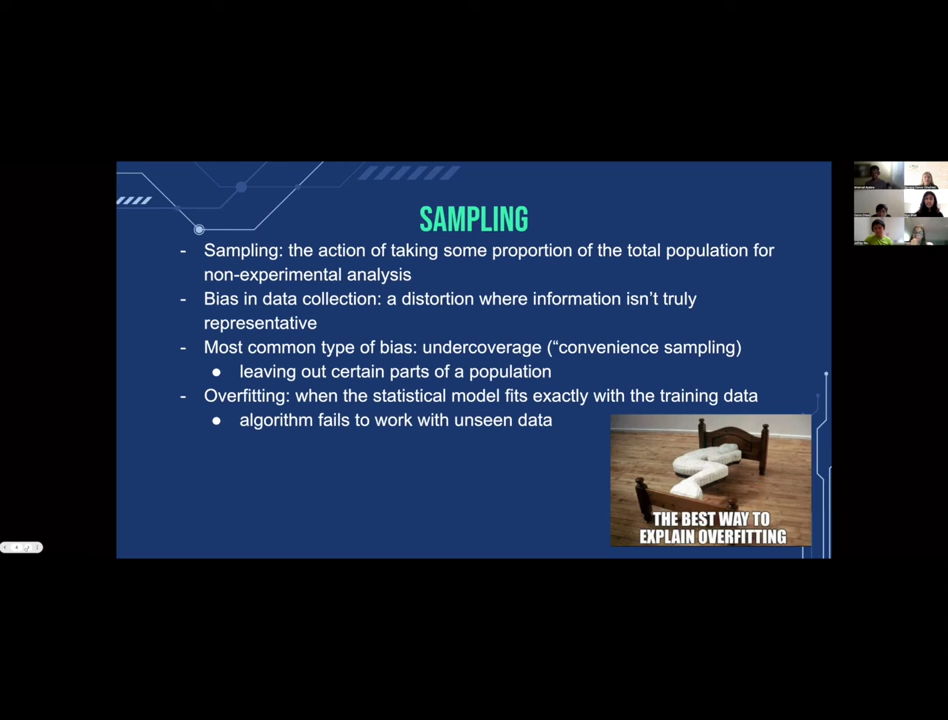 SAMPLING
- Sampling: the action of taking some proportion of the total population for
non-experimental analysis
- Bias in data collection: a distortion where information isn't truly
representative
- Most common type of bias: undercoverage (“convenience sampling)
● leaving out certain parts of a population
- Overfitting: when the statistical model fits exactly with the training data
● algorithm fails to work with unseen data
THE BEST WAY TO
EXPLAIN OVERFITTING